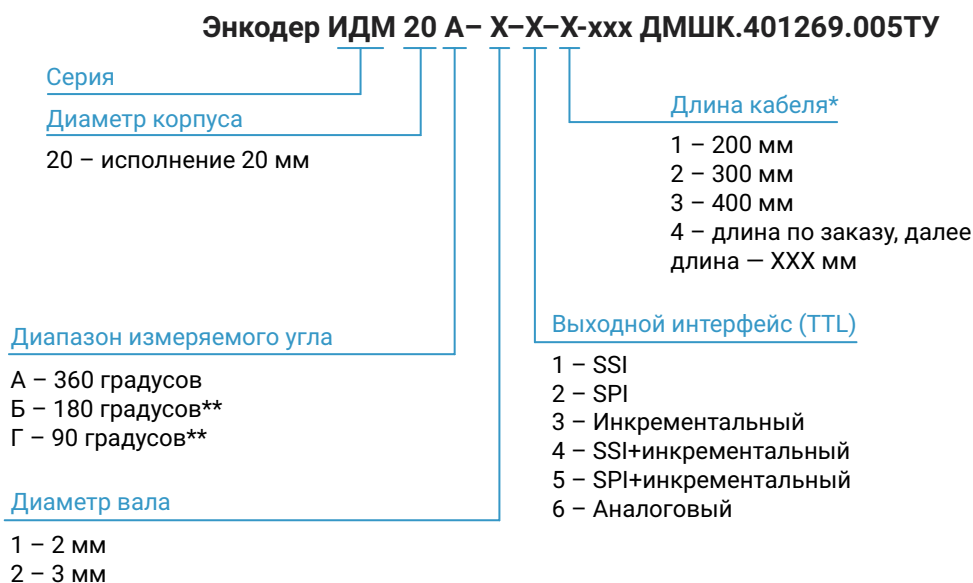 Энкодер ИДМ 20 А– Х–Х–Х-ххх ДМШК.401269.005ТУ
Серия
Диаметр корпуса
20 – исполнение 20 мм
Длина кабеля*
1 – 200 мм
2 – 300 мм
3 – 400 мм
4 – длина по заказу, далее
длина — ХХХ мм
Диапазон измеряемого угла
А – 360 градусов
Б – 180 градусов**
Г – 90 градусов**
Выходной интерфейс (TTL)
1 – SSI
2 – SPI
3 – Инкрементальный
4 – SSI+инкрементальный
5 – SPI+инкрементальный
6 – Аналоговый
Диаметр вала
1 – 2 мм
2 – 3 мм